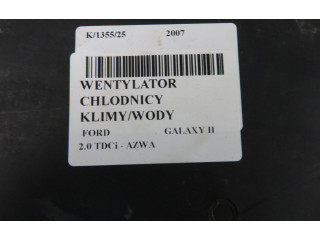 K/1355/25 2007
WENTYLATOR
CHLODNICY
KLIMY/WODY
FORD GALAXY II
2.0 TDCi - AZWA